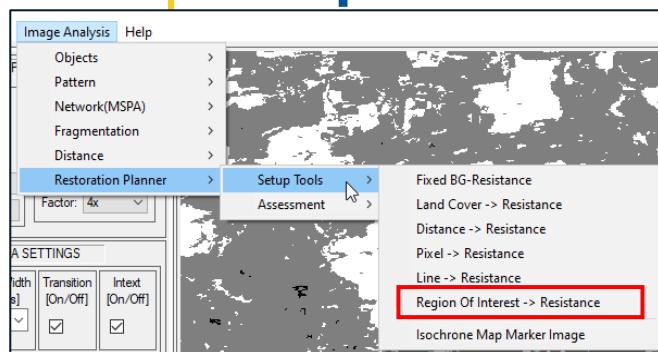 Image Analysis Help
Objects
Pattern
Network(MSPA)
Fragmentation
Distance
Restoration Planner
Setup Tools
Assessment
Fixed BG-Resistance
Land Cover -> Resistance
Distance -> Resistance
Pixel -> Resistance
Line -> Resistance
Region Of Interest -> Resistance
Isochrone Map Marker Image
Factor: 4x
SETTINGS
Transition
[On/Off]
Intext
[On/Off]